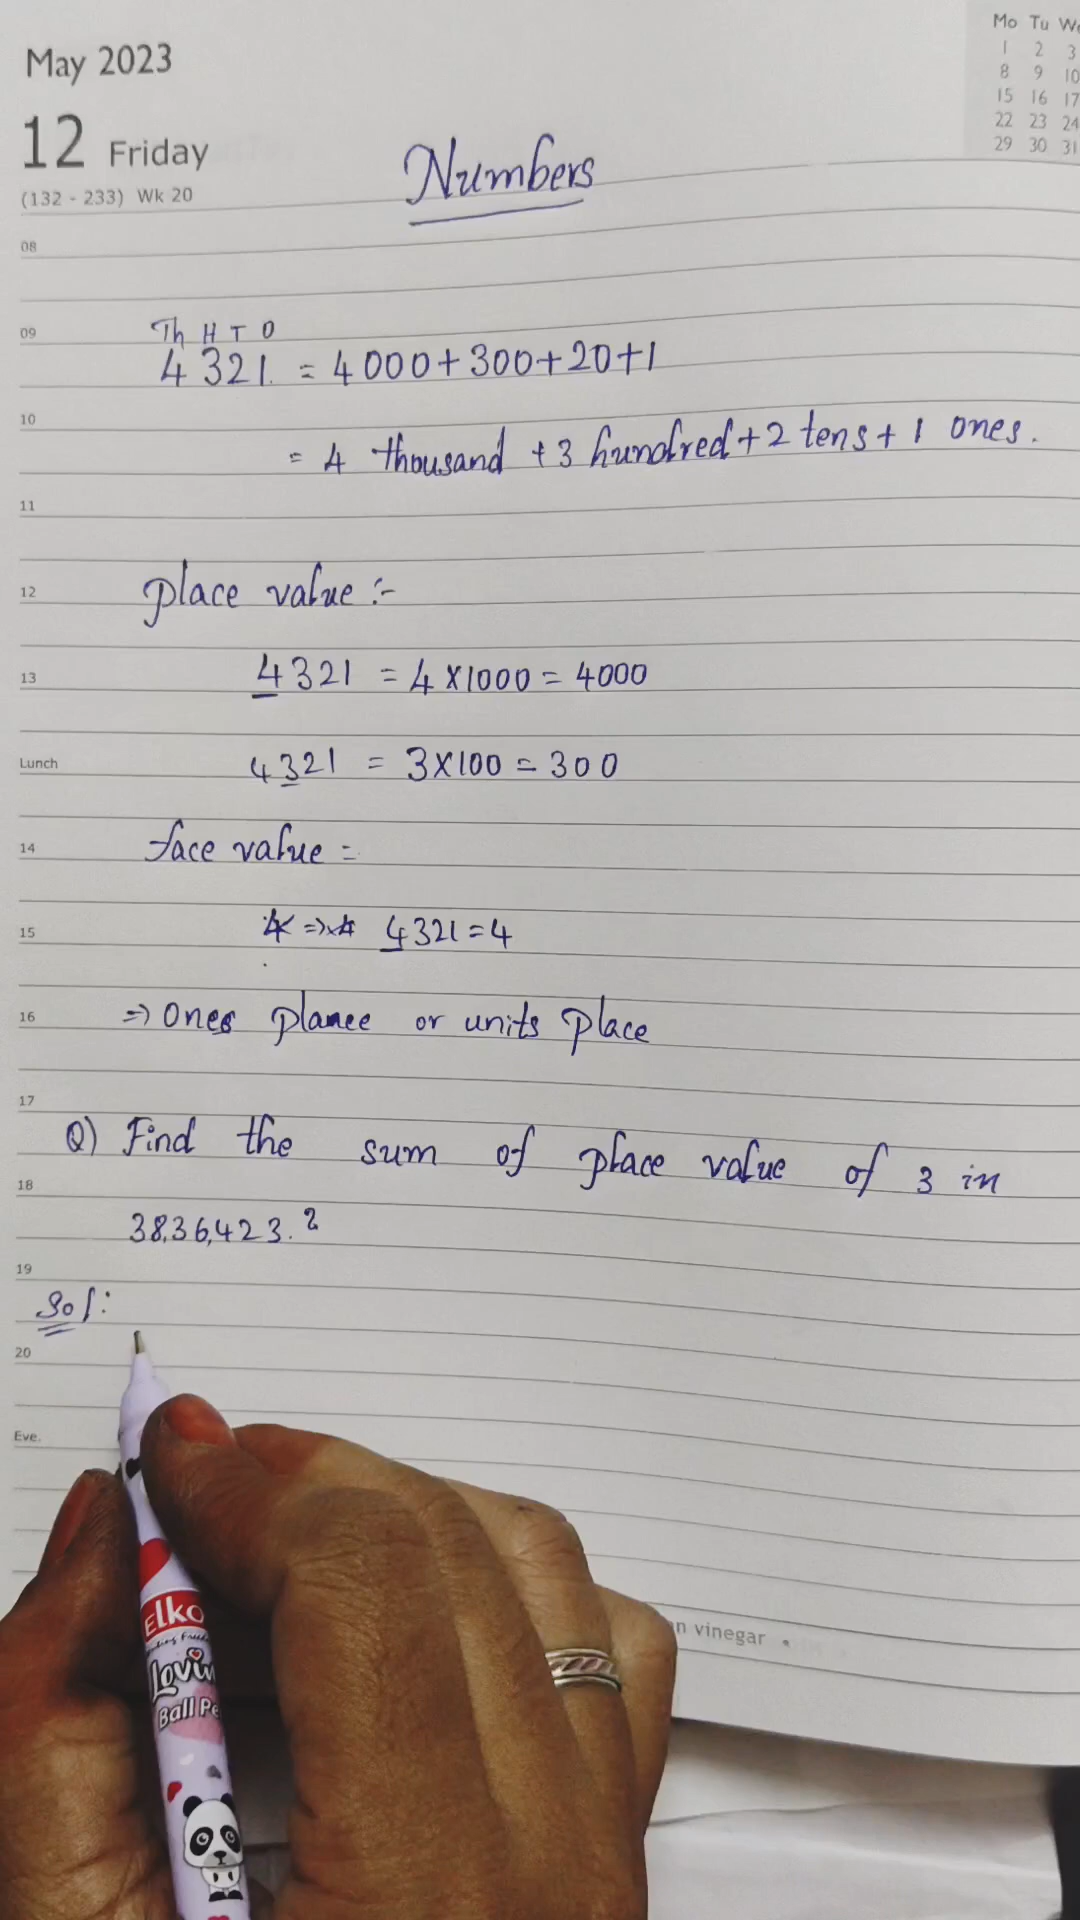 May 2023
12 Friday
(132 - 233) Wk 20
Mo Tu We
1 2 3
8 9 10
15 16 17
22 23 24
29 30 31
Numbers
08
09
Th H T O
4321 = 4000+300+20+1
10
= 4 thousand + 3 hundred + 2 tens + 1 ones.
11
12
Place value :-
13
4321 = 4×1000 = 4000
Lunch
4321 = 3×100 = 300
14
face value =
15
4321 = 4
16
⇒ Ones planee or units place
17
Q) Find the sum of place value of 3 in
18
38,36,423.?
19
Sol:
20
Eve.
vinegar •
Elko
Lovin
Ball Pe